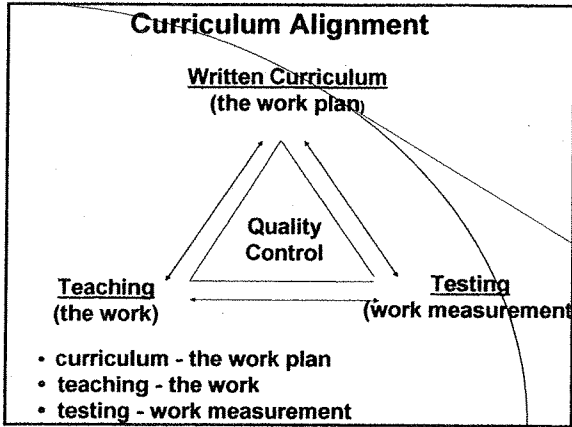 Curriculum Alignment
Written Curriculum
(the work plan)
Quality
Control
Teaching
(the work)
Testing
(work measurement
• curriculum - the work plan
• teaching - the work
• testing - work measurement